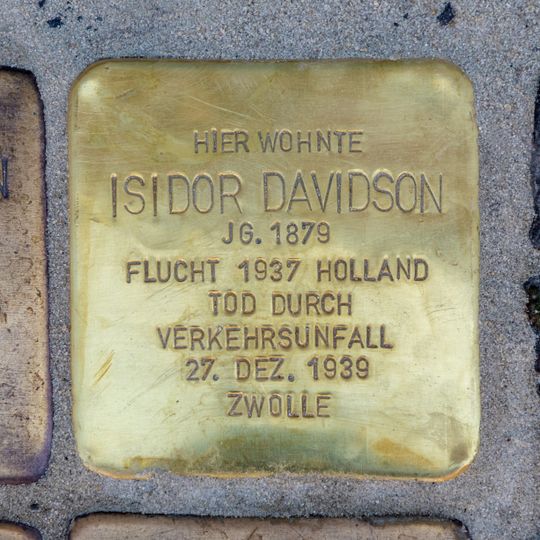 HIER WOHNTE
ISIDOR DAVIDSON
JG. 1879
FLUCHT 1937 HOLLAND
TOD DURCH
VERKEHRSUNFALL
27. DEZ. 1939
ZWOLLE